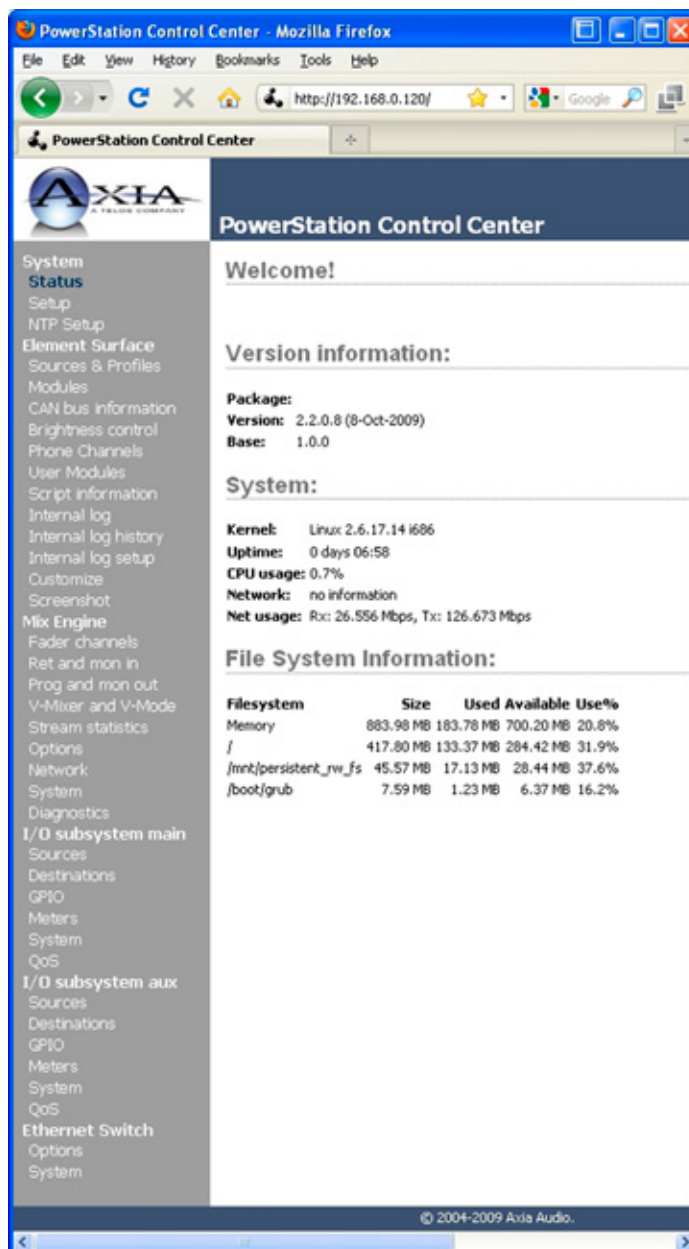 PowerStation Control Center - Mozilla Firefox
File Edit View History Bookmarks Tools Help
http://192.168.0.120/ Google
PowerStation Control Center
AXIA
A TELOS COMPANY
PowerStation Control Center
System
Status
Setup
NTP Setup
Element Surface
Sources & Profiles
Modules
CAN bus information
Brightness control
Phone Channels
User Modules
Script information
Internal log
Internal log history
Internal log setup
Customize
Screenshot
Mix Engine
Fader channels
Ret and mon in
Prog and mon out
V-Mixer and V-Mode
Stream statistics
Options
Network
System
Diagnostics
I/O subsystem main
Sources
Destinations
GPIO
Meters
System
QoS
I/O subsystem aux
Sources
Destinations
GPIO
Meters
System
QoS
Ethernet Switch
Options
System
Welcome!
Version information:
Package:
Version: 2.2.0.8 (8-Oct-2009)
Base: 1.0.0
System:
Kernel: Linux 2.6.17.14 i686
Uptime: 0 days 06:58
CPU usage: 0.7%
Network: no information
Net usage: Rx: 26.556 Mbps, Tx: 126.673 Mbps
File System Information:
Filesystem Size Used Available Use%
Memory 883.98 MB 183.78 MB 700.20 MB 20.8%
/ 417.80 MB 133.37 MB 284.42 MB 31.9%
/mnt/persistent_rw_fs 45.57 MB 17.13 MB 28.44 MB 37.6%
/boot/grub 7.59 MB 1.23 MB 6.37 MB 16.2%
© 2004-2009 Axia Audio.